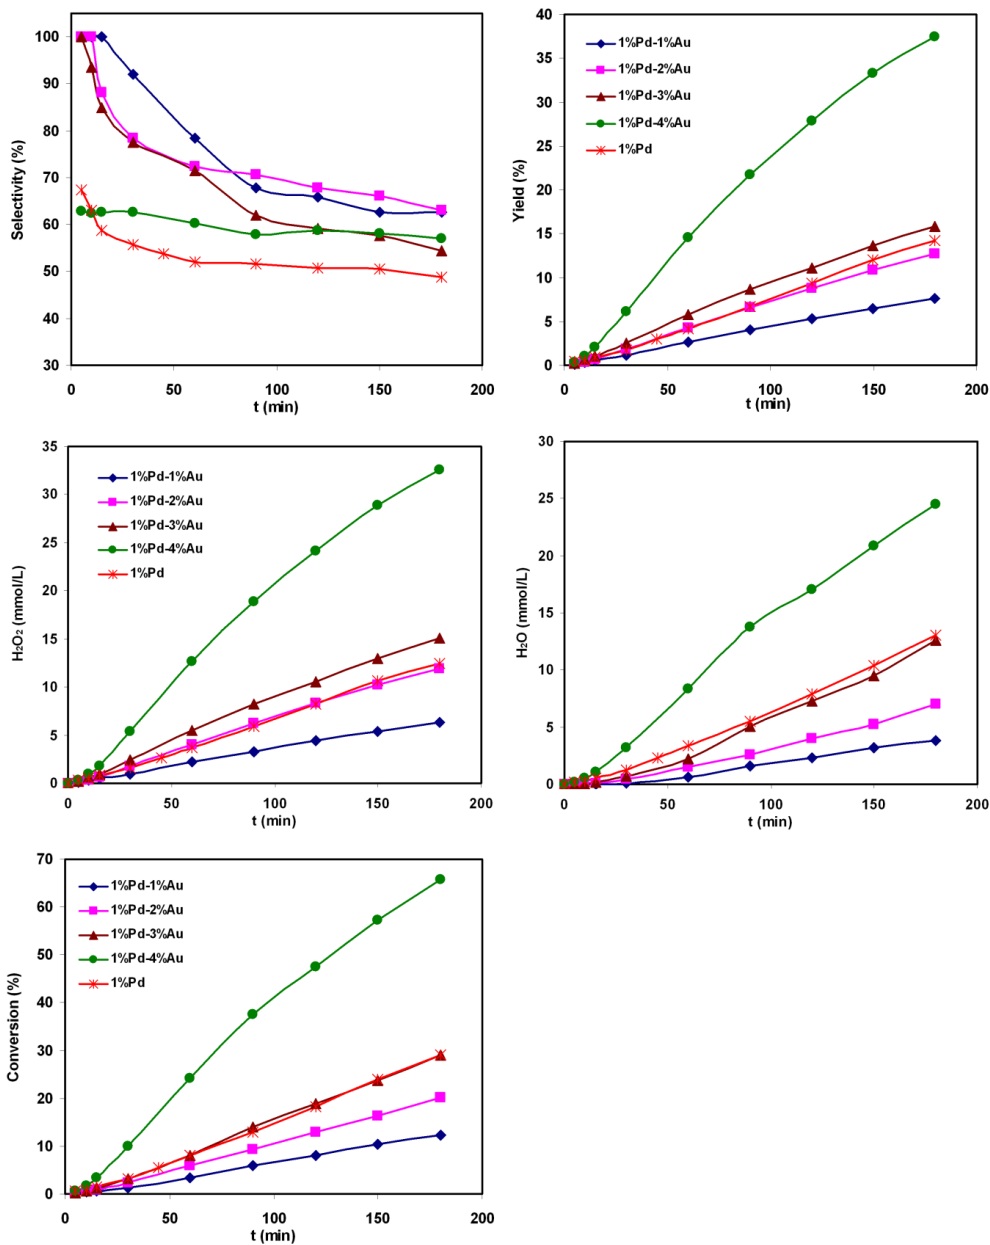 100
90
80
70
60
50
40
30
0
50
100
150
200
Selectivity (%)
t (min)
40
35
30
25
20
15
10
5
0
0
50
100
150
200
Yield (%)
t (min)
1%Pd-1%Au
1%Pd-2%Au
1%Pd-3%Au
1%Pd-4%Au
1%Pd
35
30
25
20
15
10
5
0
0
50
100
150
200
H₂O₂ (mmol/L)
t (min)
1%Pd-1%Au
1%Pd-2%Au
1%Pd-3%Au
1%Pd-4%Au
1%Pd
30
25
20
15
10
5
0
0
50
100
150
200
H₂O (mmol/L)
t (min)
70
60
50
40
30
20
10
0
0
50
100
150
200
Conversion (%)
t (min)
1%Pd-1%Au
1%Pd-2%Au
1%Pd-3%Au
1%Pd-4%Au
1%Pd